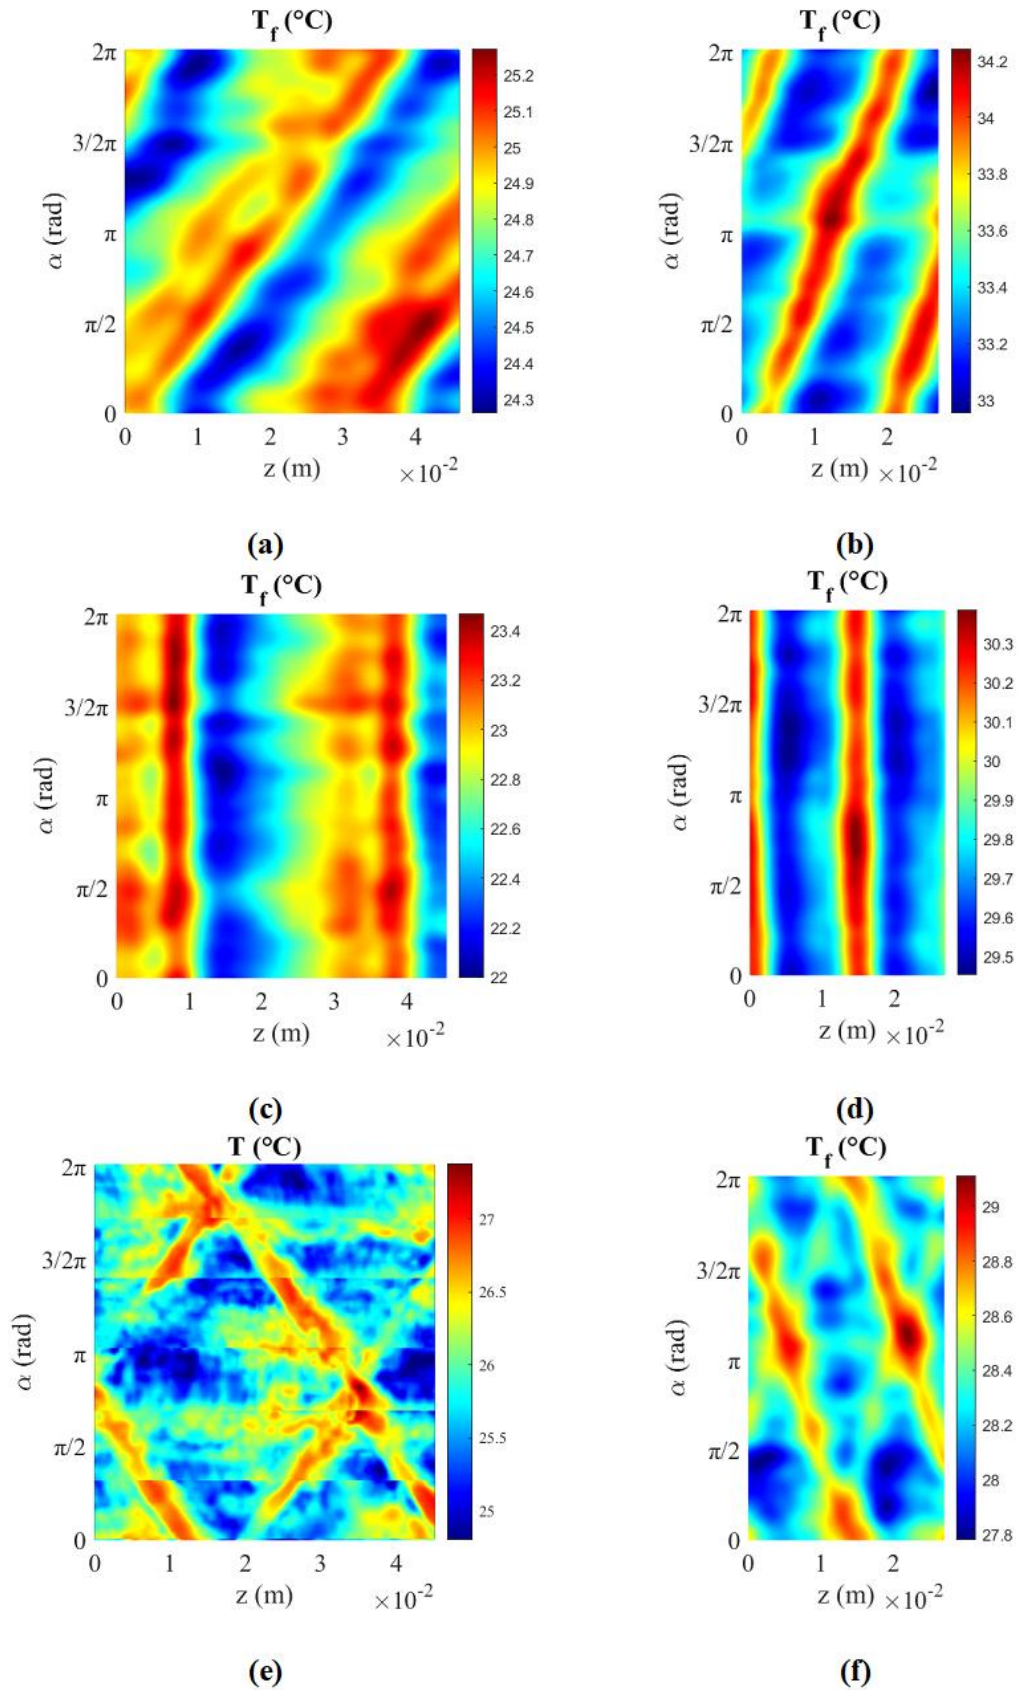 T_f (°C)
2π
3/2π
π
π/2
0
α (rad)
0 1 2 3 4
z (m) ×10⁻²
25.2
25.1
25
24.9
24.8
24.7
24.6
24.5
24.4
24.3
(a)
T_f (°C)
2π
3/2π
π
π/2
0
α (rad)
0 1 2
z (m) ×10⁻²
34.2
34
33.8
33.6
33.4
33.2
33
(b)
T_f (°C)
2π
3/2π
π
π/2
0
α (rad)
0 1 2 3 4
z (m) ×10⁻²
23.4
23.2
23
22.8
22.6
22.4
22.2
22
(c)
T_f (°C)
2π
3/2π
π
π/2
0
α (rad)
0 1 2
z (m) ×10⁻²
30.3
30.2
30.1
30
29.9
29.8
29.7
29.6
29.5
(d)
T (°C)
2π
3/2π
π
π/2
0
α (rad)
0 1 2 3 4
z (m) ×10⁻²
27
26.5
26
25.5
25
(e)
T_f (°C)
2π
3/2π
π
π/2
0
α (rad)
0 1 2
z (m) ×10⁻²
29
28.8
28.6
28.4
28.2
28
27.8
(f)